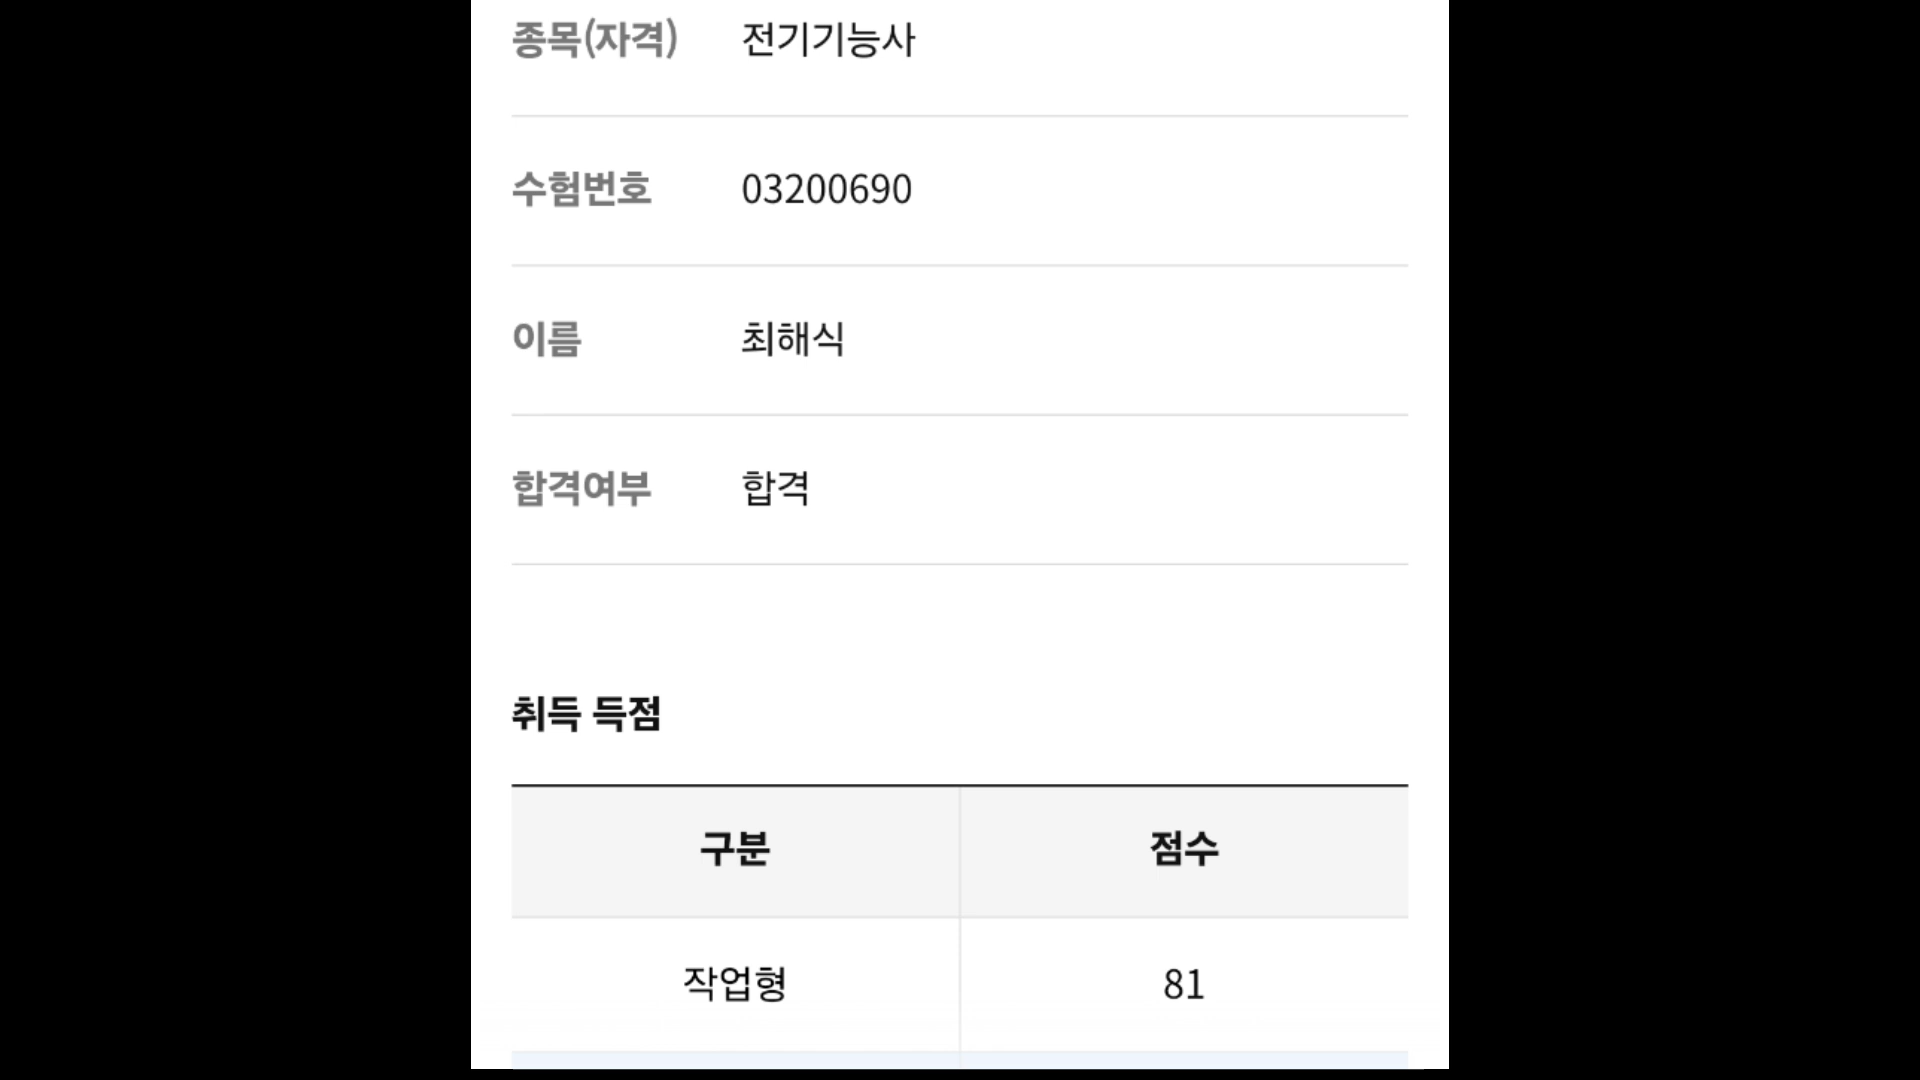 종목(자격) 전기기능사
수험번호 03200690
이름 최해식
합격여부 합격
취득 득점
구분 점수
작업형 81